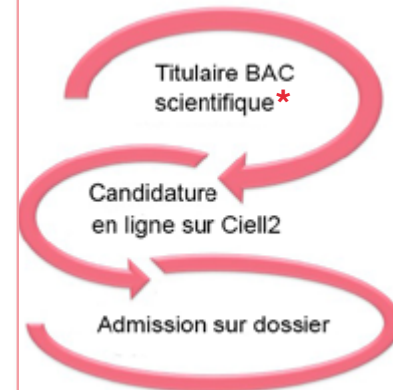 Titulaire BAC
scientifique*
Candidature
en ligne sur Ciell2
Admission sur dossier